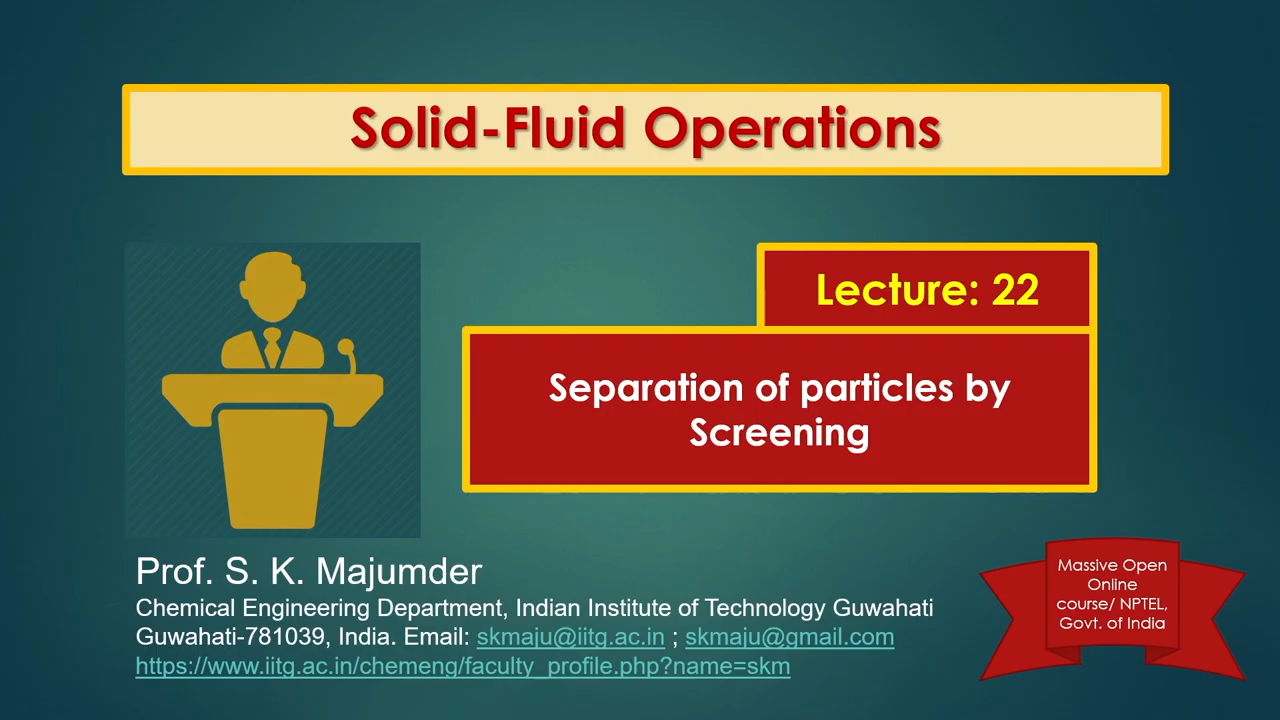 Solid-Fluid Operations
Lecture: 22
Separation of particles by
Screening
Prof. S. K. Majumder
Chemical Engineering Department, Indian Institute of Technology Guwahati
Guwahati-781039, India. Email: skmaju@iitg.ac.in ; skmaju@gmail.com
https://www.iitg.ac.in/chemeng/faculty_profile.php?name=skm
Massive Open
Online
course/ NPTEL,
Govt. of India